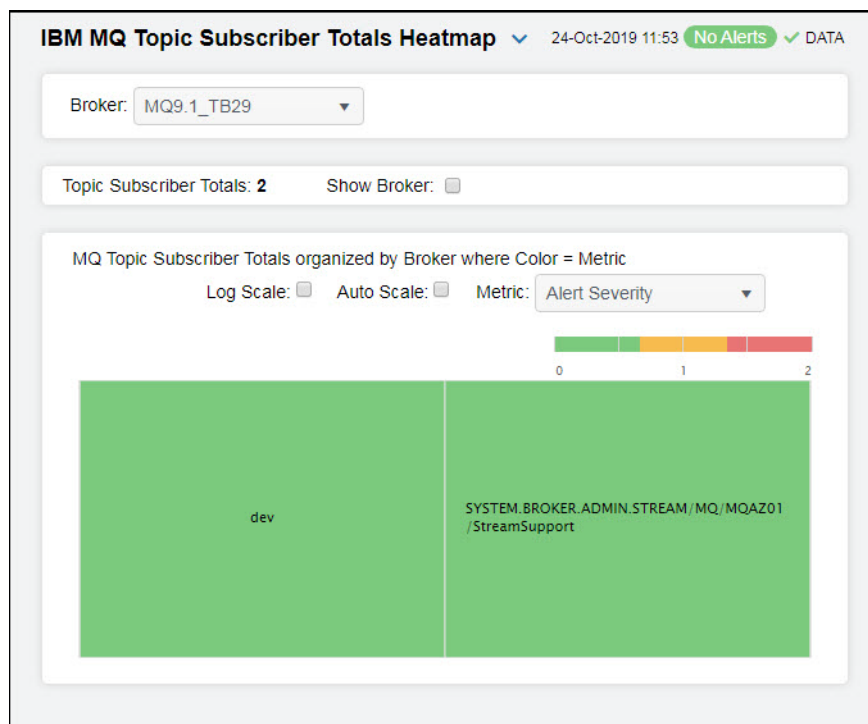 IBM MQ Topic Subscriber Totals Heatmap 24-Oct-2019 11:53 No Alerts DATA
Broker: MQ9.1_TB29
Topic Subscriber Totals: 2 Show Broker:
MQ Topic Subscriber Totals organized by Broker where Color = Metric
Log Scale: Auto Scale: Metric: Alert Severity
0 1 2
dev
SYSTEM.BROKER.ADMIN.STREAM/MQ/MQAZ01
/StreamSupport